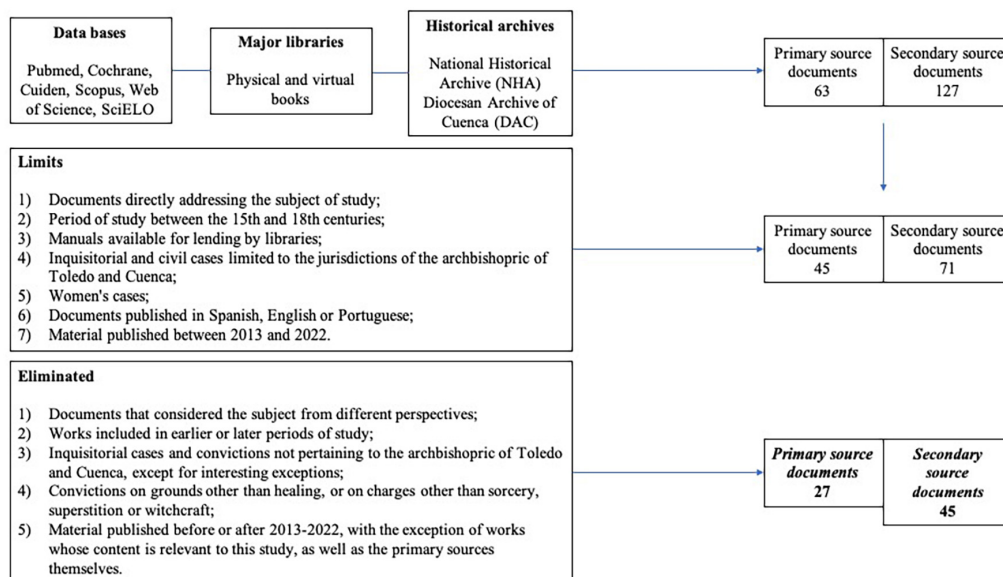 Data bases
Pubmed, Cochrane,
Cuiden, Scopus, Web
of Science, SciELO
Major libraries
Physical and virtual
books
Historical archives
National Historical
Archive (NHA)
Diocesan Archive of
Cuenca (DAC)
Primary source
documents
63
Secondary source
documents
127
Limits
1) Documents directly addressing the subject of study;
2) Period of study between the 15th and 18th centuries;
3) Manuals available for lending by libraries;
4) Inquisitorial and civil cases limited to the jurisdictions of the archbishopric of
Toledo and Cuenca;
5) Women's cases;
6) Documents published in Spanish, English or Portuguese;
7) Material published between 2013 and 2022.
Primary source
documents
45
Secondary source
documents
71
Eliminated
1) Documents that considered the subject from different perspectives;
2) Works included in earlier or later periods of study;
3) Inquisitorial cases and convictions not pertaining to the archbishopric of Toledo
and Cuenca, except for interesting exceptions;
4) Convictions on grounds other than healing, or on charges other than sorcery,
superstition or witchcraft;
5) Material published before or after 2013-2022, with the exception of works
whose content is relevant to this study, as well as the primary sources
themselves.
Primary source
documents
27
Secondary
source
documents
45